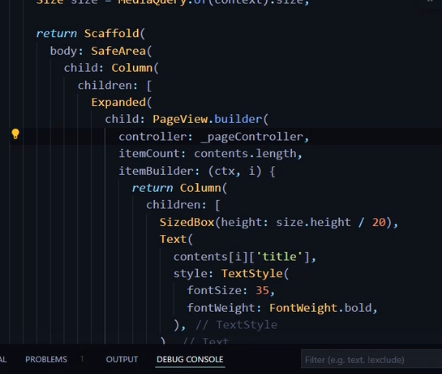 Size size = MediaQuery.of(context).size;
return Scaffold(
body: SafeArea(
child: Column(
children: [
Expanded(
child: PageView.builder(
controller: _pageController,
itemCount: contents.length,
itemBuilder: (ctx, i) {
return Column(
children: [
SizedBox(height: size.height / 20),
Text(
contents[i]['title'],
style: TextStyle(
fontSize: 35,
fontWeight: FontWeight.bold,
), // TextStyle
), // Text
AL PROBLEMS 1 OUTPUT DEBUG CONSOLE Filter (e.g. text, !exclude)